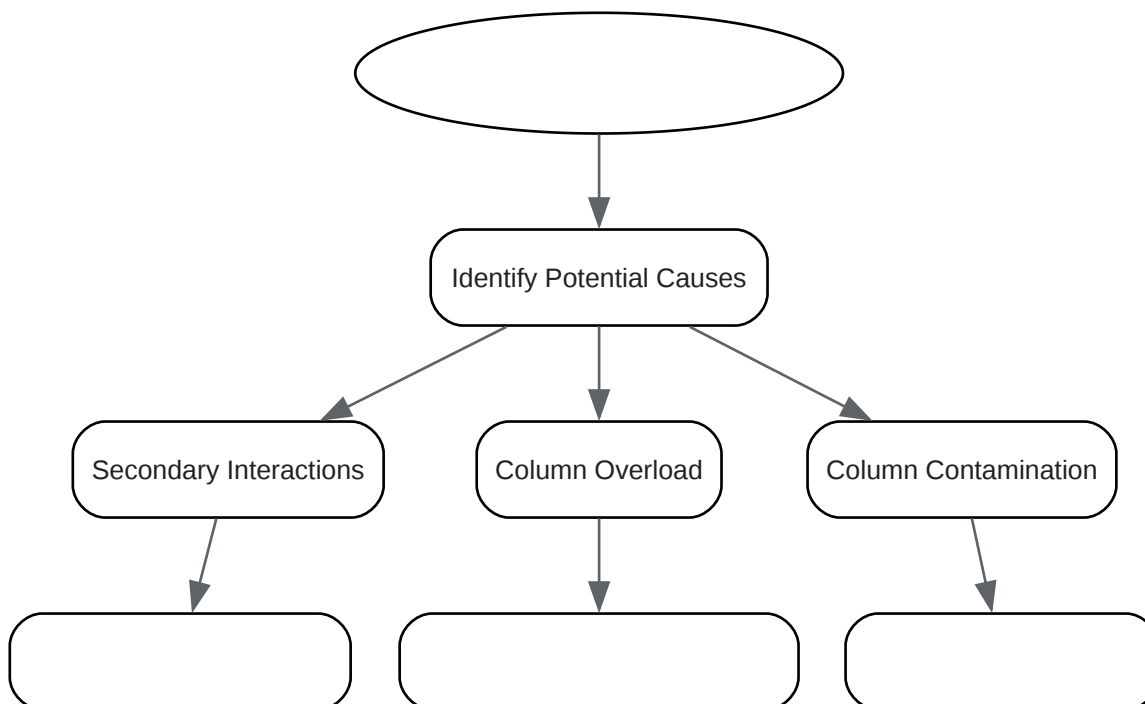 Identify Potential Causes
Secondary Interactions
Column Overload
Column Contamination